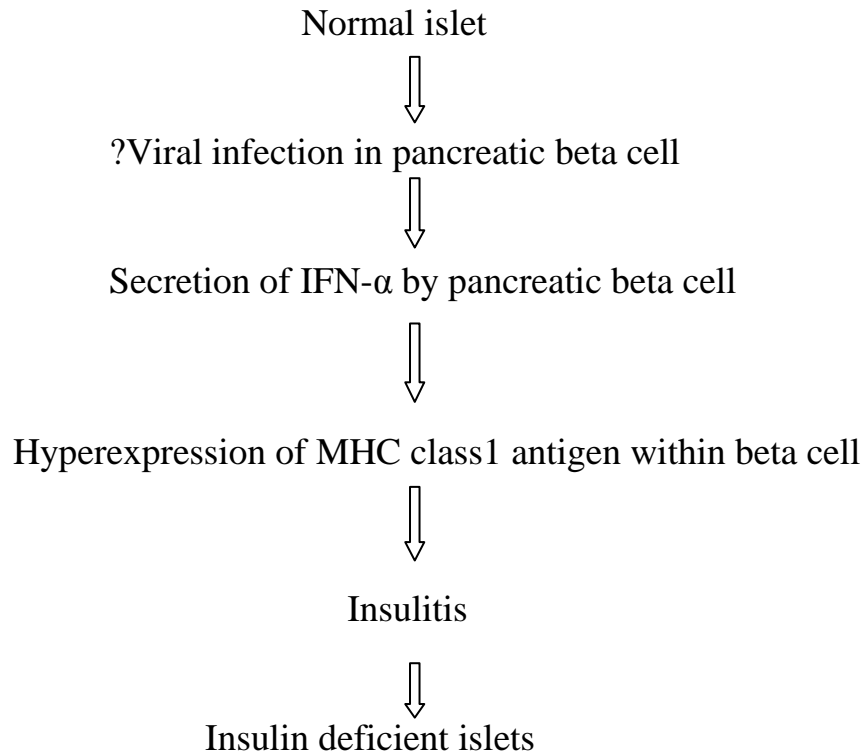 Normal islet
?Viral infection in pancreatic beta cell
Secretion of IFN-α by pancreatic beta cell
Hyperexpression of MHC class1 antigen within beta cell
Insulitis
Insulin deficient islets